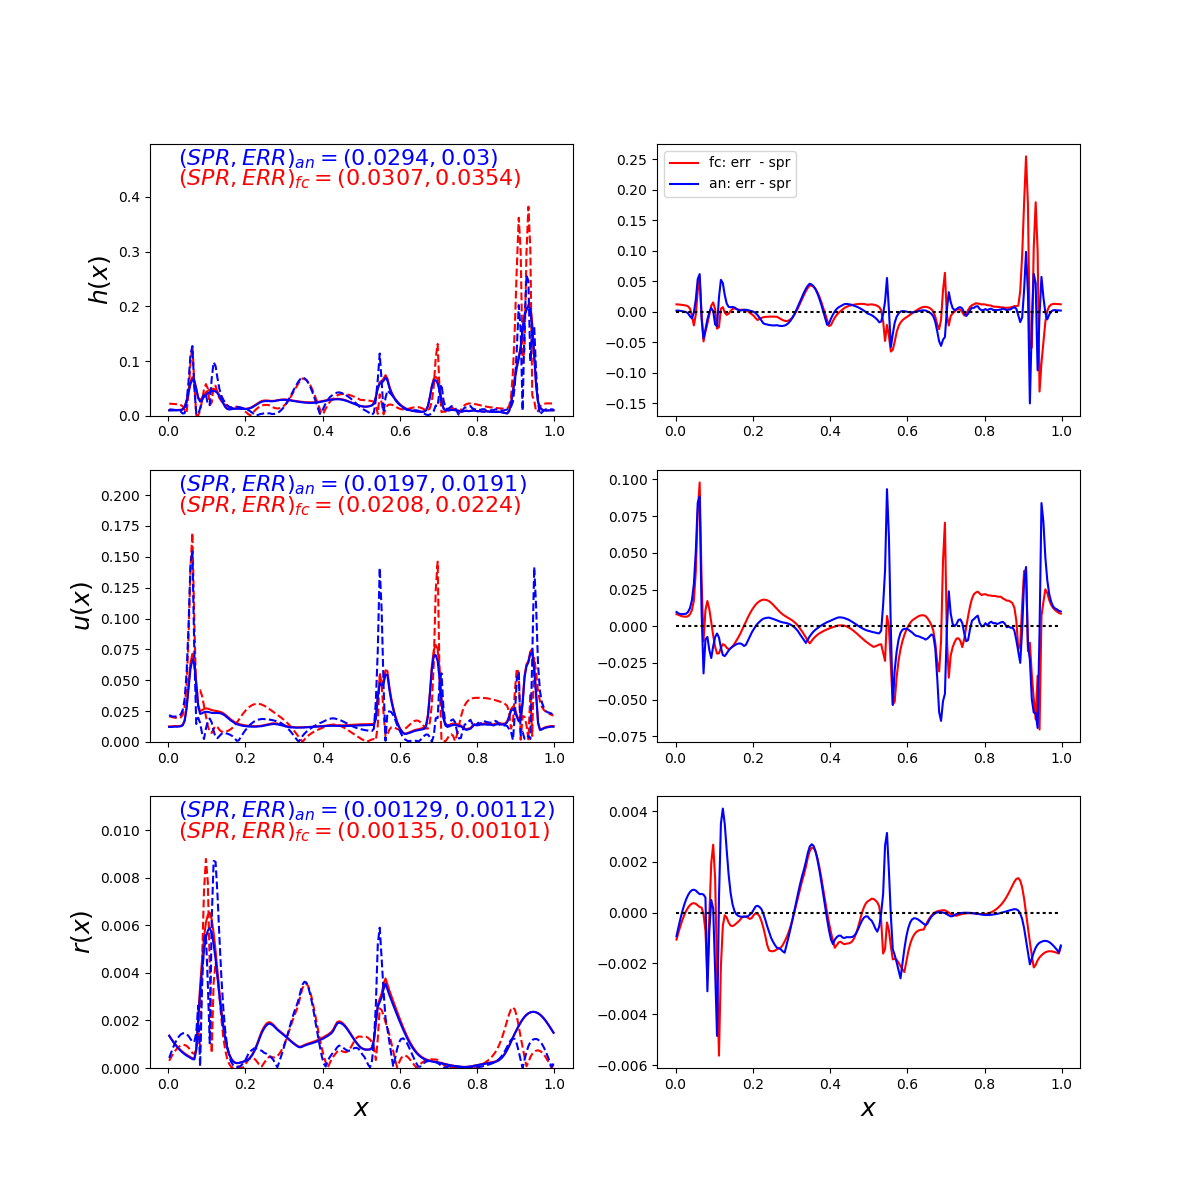 (SPR, ERR)an = (0.0294, 0.03)
(SPR, ERR)fc = (0.0307, 0.0354)
h(x)
0.4
0.3
0.2
0.1
0.0
0.0 0.2 0.4 0.6 0.8 1.0
fc: err - spr
an: err - spr
0.25
0.20
0.15
0.10
0.05
0.00
−0.05
−0.10
−0.15
0.0 0.2 0.4 0.6 0.8 1.0
(SPR, ERR)an = (0.0197, 0.0191)
(SPR, ERR)fc = (0.0208, 0.0224)
u(x)
0.200
0.175
0.150
0.125
0.100
0.075
0.050
0.025
0.000
0.0 0.2 0.4 0.6 0.8 1.0
0.100
0.075
0.050
0.025
0.000
−0.025
−0.050
−0.075
0.0 0.2 0.4 0.6 0.8 1.0
(SPR, ERR)an = (0.00129, 0.00112)
(SPR, ERR)fc = (0.00135, 0.00101)
r(x)
0.010
0.008
0.006
0.004
0.002
0.000
0.0 0.2 0.4 0.6 0.8 1.0
x
0.004
0.002
0.000
−0.002
−0.004
−0.006
0.0 0.2 0.4 0.6 0.8 1.0
x